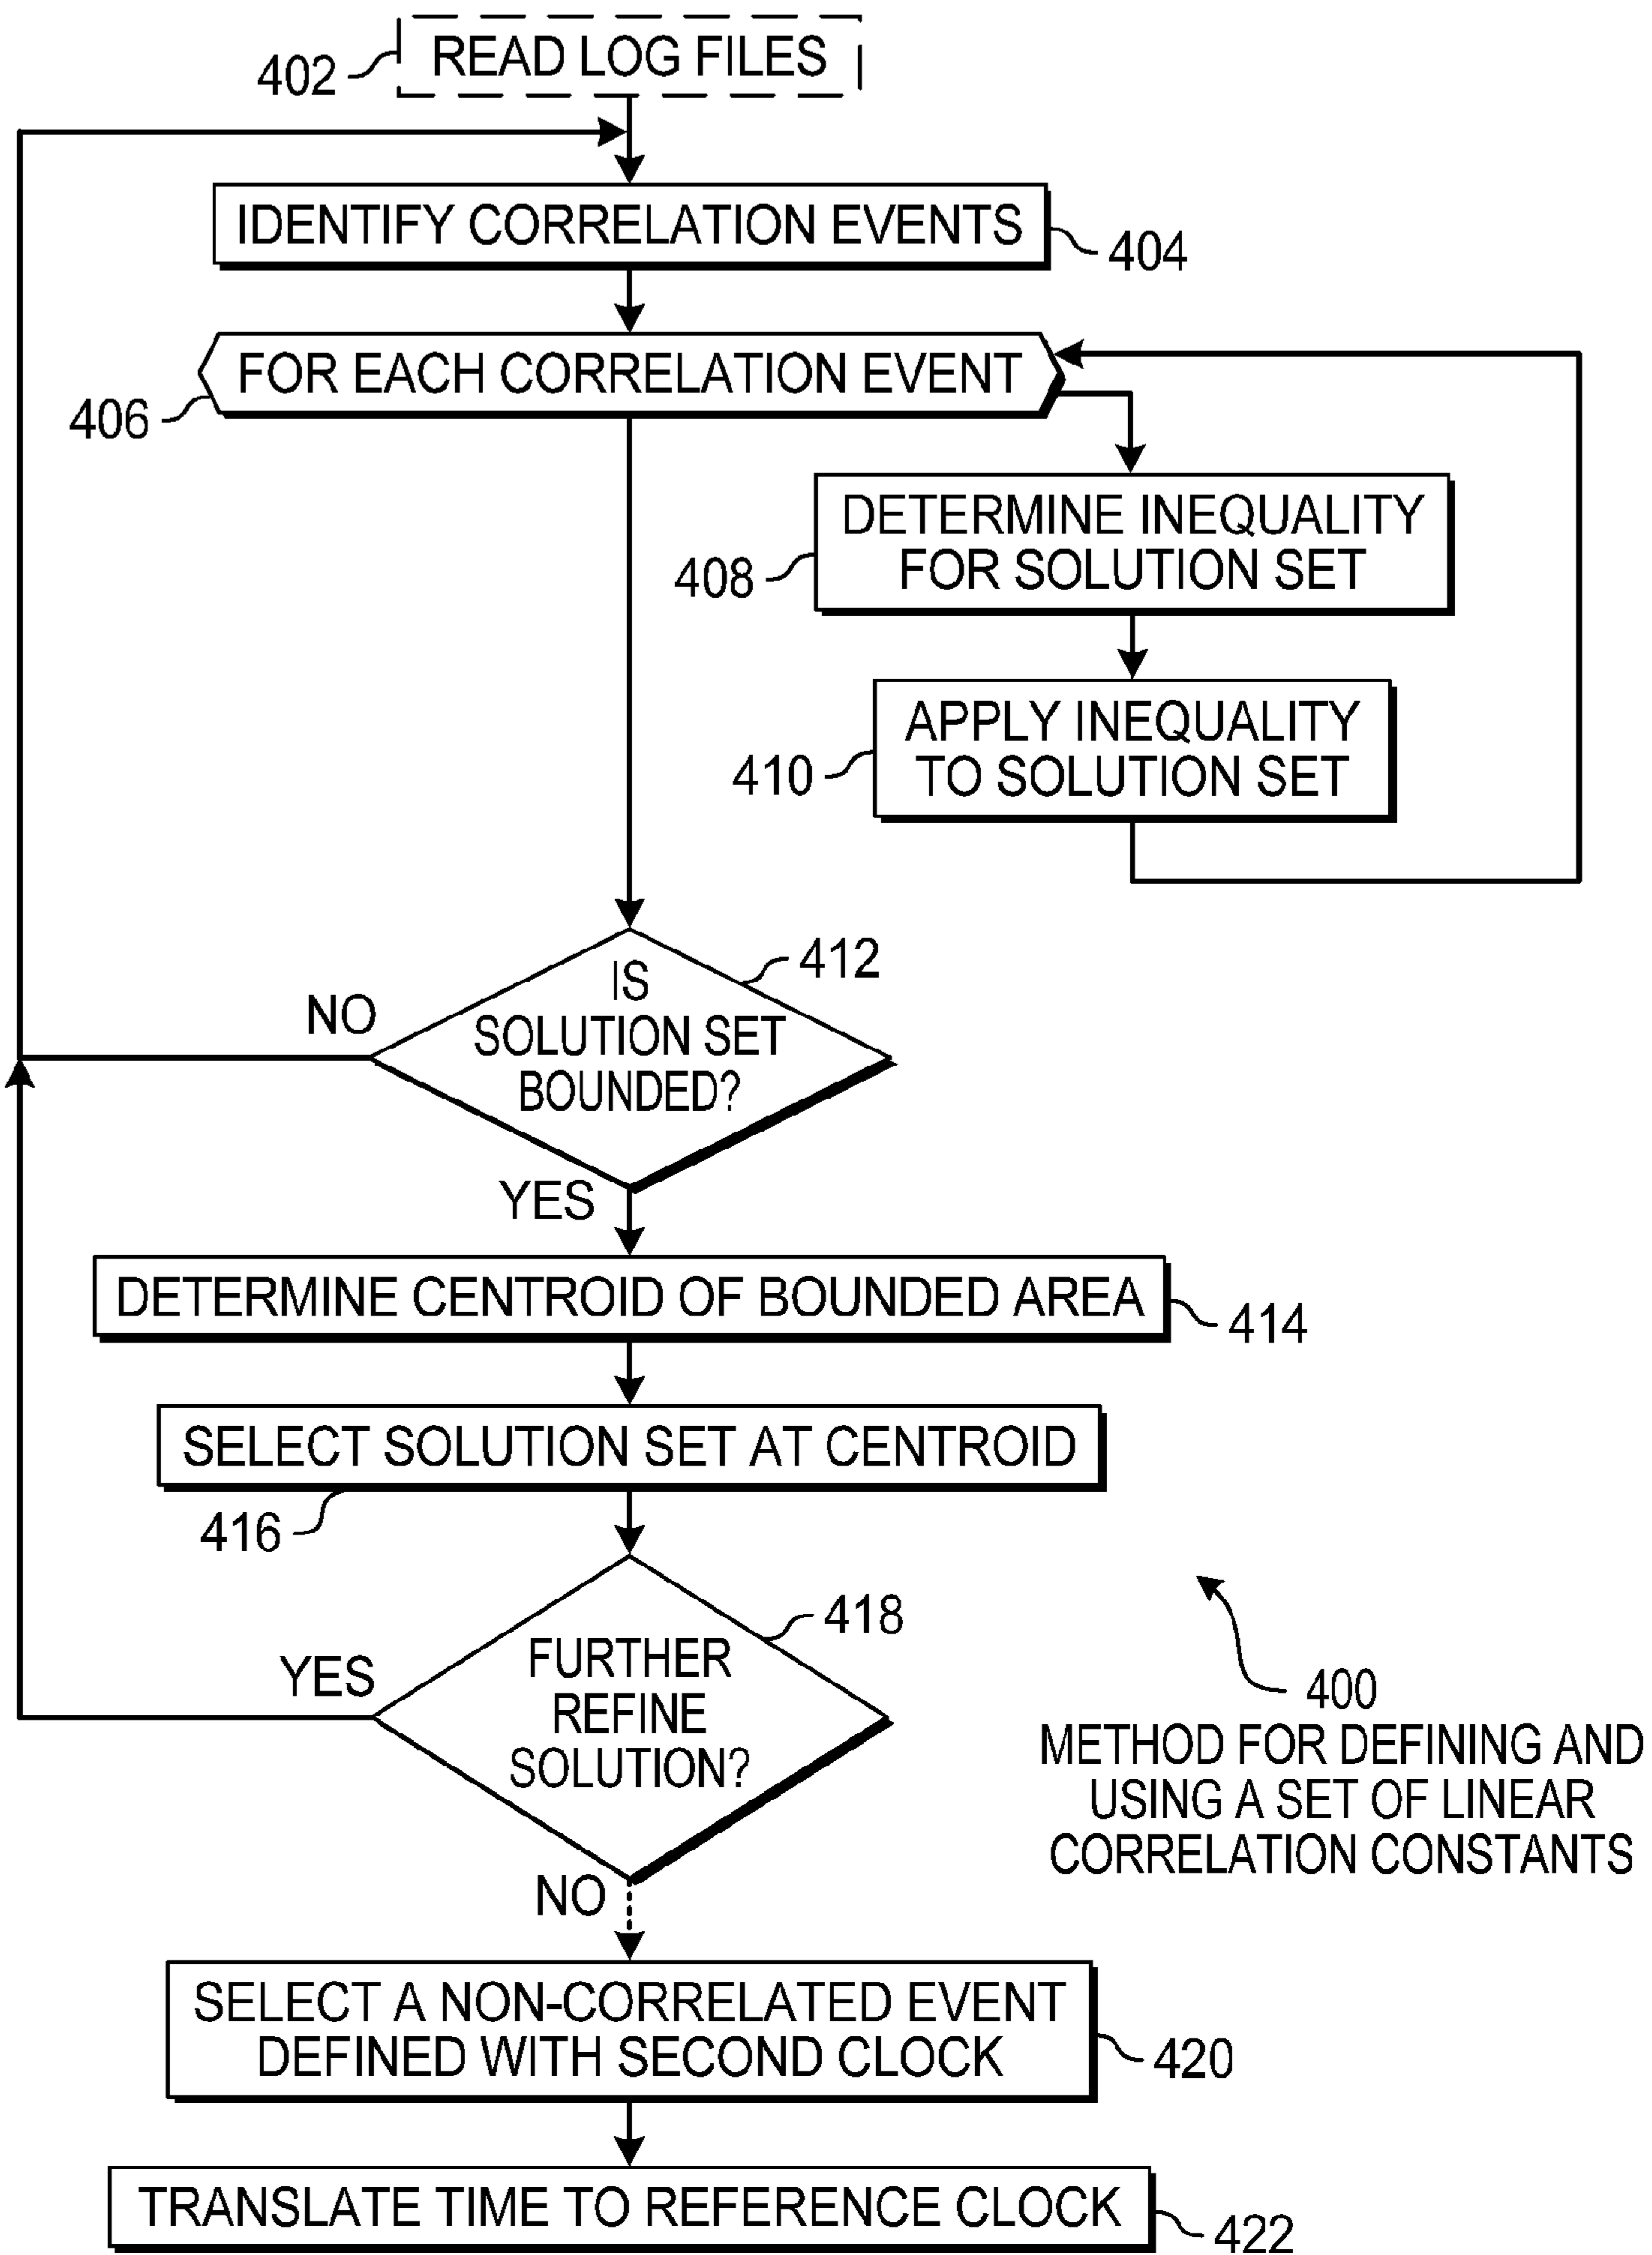 READ LOG FILES
402
IDENTIFY CORRELATION EVENTS
404
FOR EACH CORRELATION EVENT
406
DETERMINE INEQUALITY
FOR SOLUTION SET
408
APPLY INEQUALITY
TO SOLUTION SET
410
412
IS
SOLUTION SET
BOUNDED?
NO
YES
DETERMINE CENTROID OF BOUNDED AREA
414
SELECT SOLUTION SET AT CENTROID
416
418
FURTHER
REFINE
SOLUTION?
YES
NO
400
METHOD FOR DEFINING AND
USING A SET OF LINEAR
CORRELATION CONSTANTS
SELECT A NON-CORRELATED EVENT
DEFINED WITH SECOND CLOCK
420
TRANSLATE TIME TO REFERENCE CLOCK
422